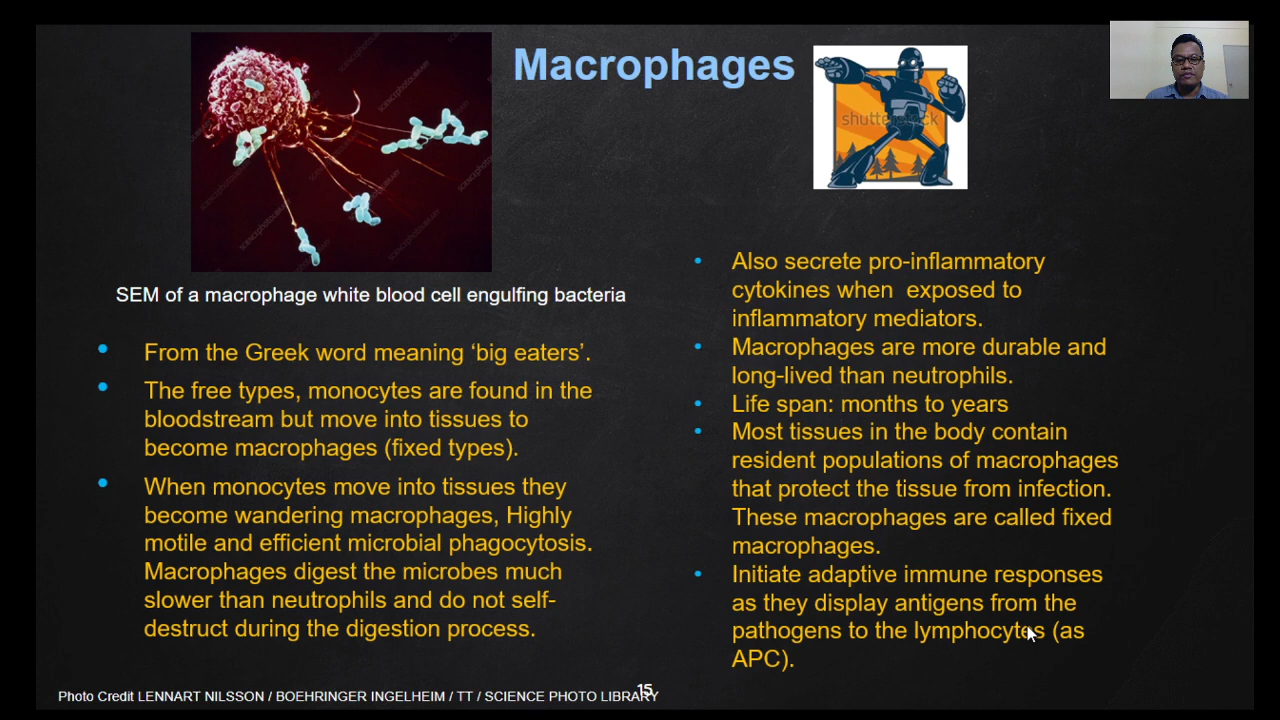 Macrophages
shutterstock
SEM of a macrophage white blood cell engulfing bacteria
• From the Greek word meaning ‘big eaters’.
• The free types, monocytes are found in the
bloodstream but move into tissues to
become macrophages (fixed types).
• When monocytes move into tissues they
become wandering macrophages, Highly
motile and efficient microbial phagocytosis.
Macrophages digest the microbes much
slower than neutrophils and do not self-
destruct during the digestion process.
• Also secrete pro-inflammatory
cytokines when exposed to
inflammatory mediators.
• Macrophages are more durable and
long-lived than neutrophils.
• Life span: months to years
• Most tissues in the body contain
resident populations of macrophages
that protect the tissue from infection.
These macrophages are called fixed
macrophages.
• Initiate adaptive immune responses
as they display antigens from the
pathogens to the lymphocytes (as
APC).
Photo Credit LENNART NILSSON / BOEHRINGER INGELHEIM / TT / SCIENCE PHOTO LIBRARY
15